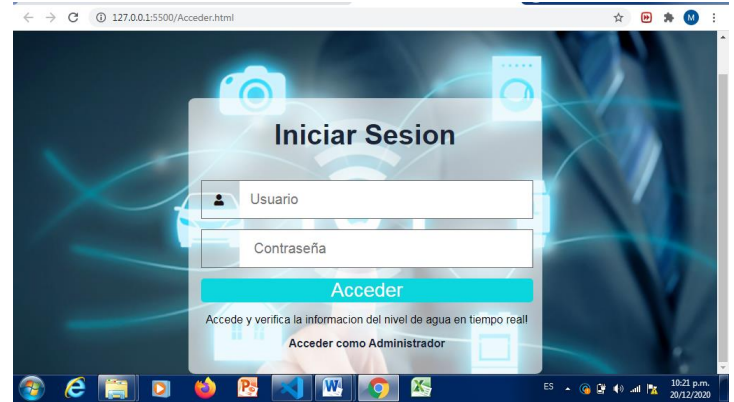 127.0.0.1:5500/Acceder.html
M
Iniciar Sesion
Usuario
Contraseña
Acceder
Accede y verifica la informacion del nivel de agua en tiempo real!
Acceder como Administrador
ES
10:21 p.m.
20/12/2020